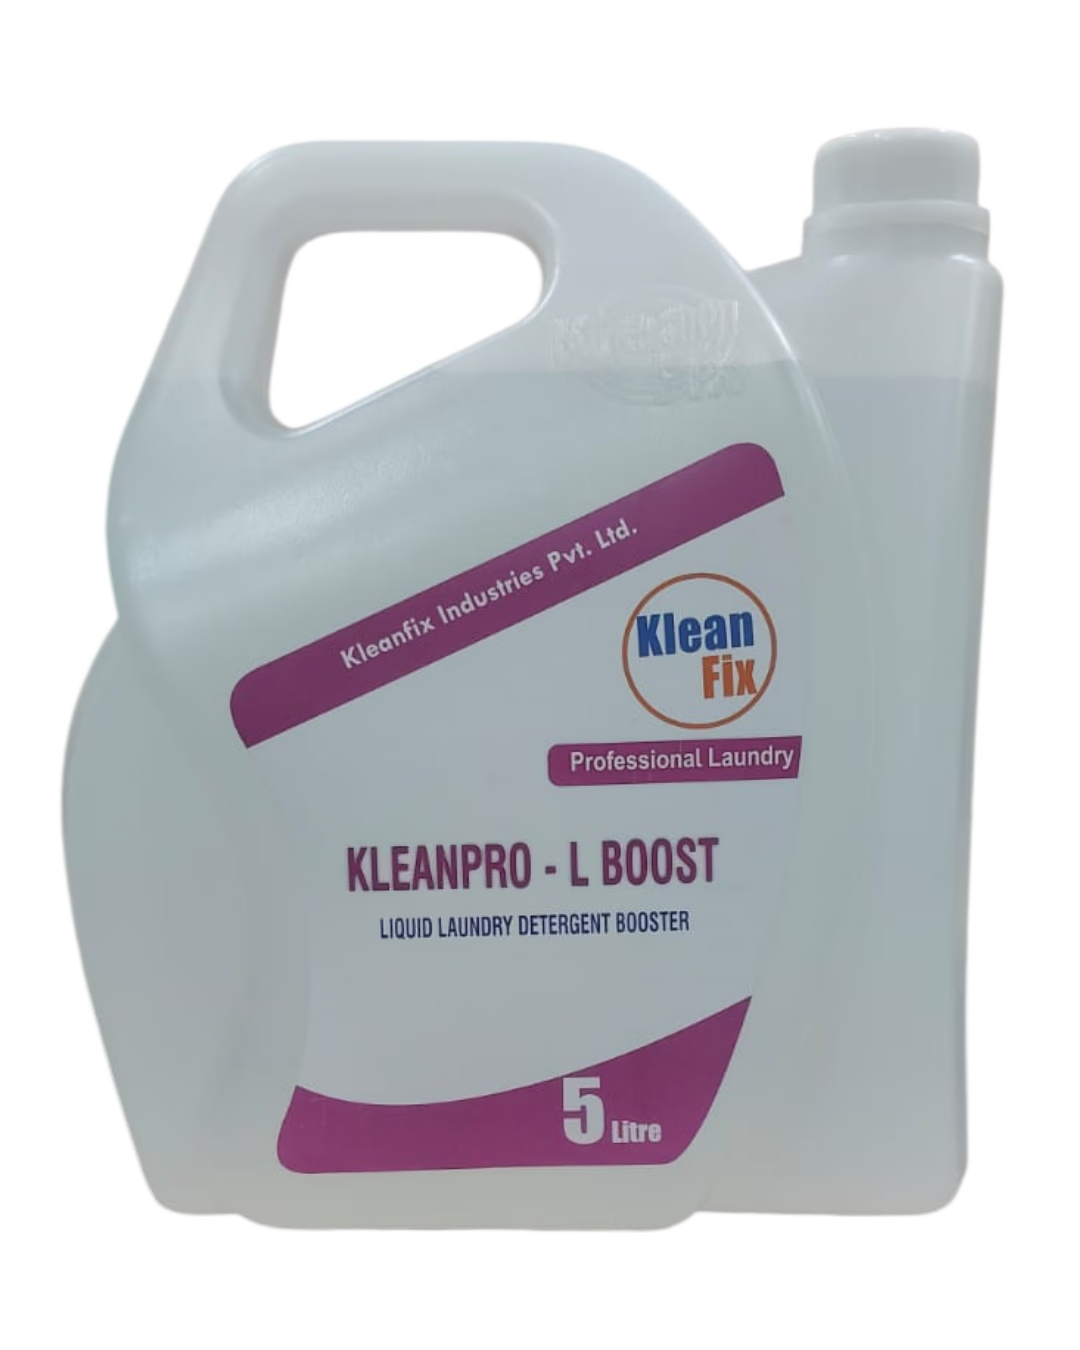 Kleanfix Industries Pvt. Ltd.
Klean
Fix
Professional Laundry
KLEANPRO - L BOOST
LIQUID LAUNDRY DETERGENT BOOSTER
5 Litre